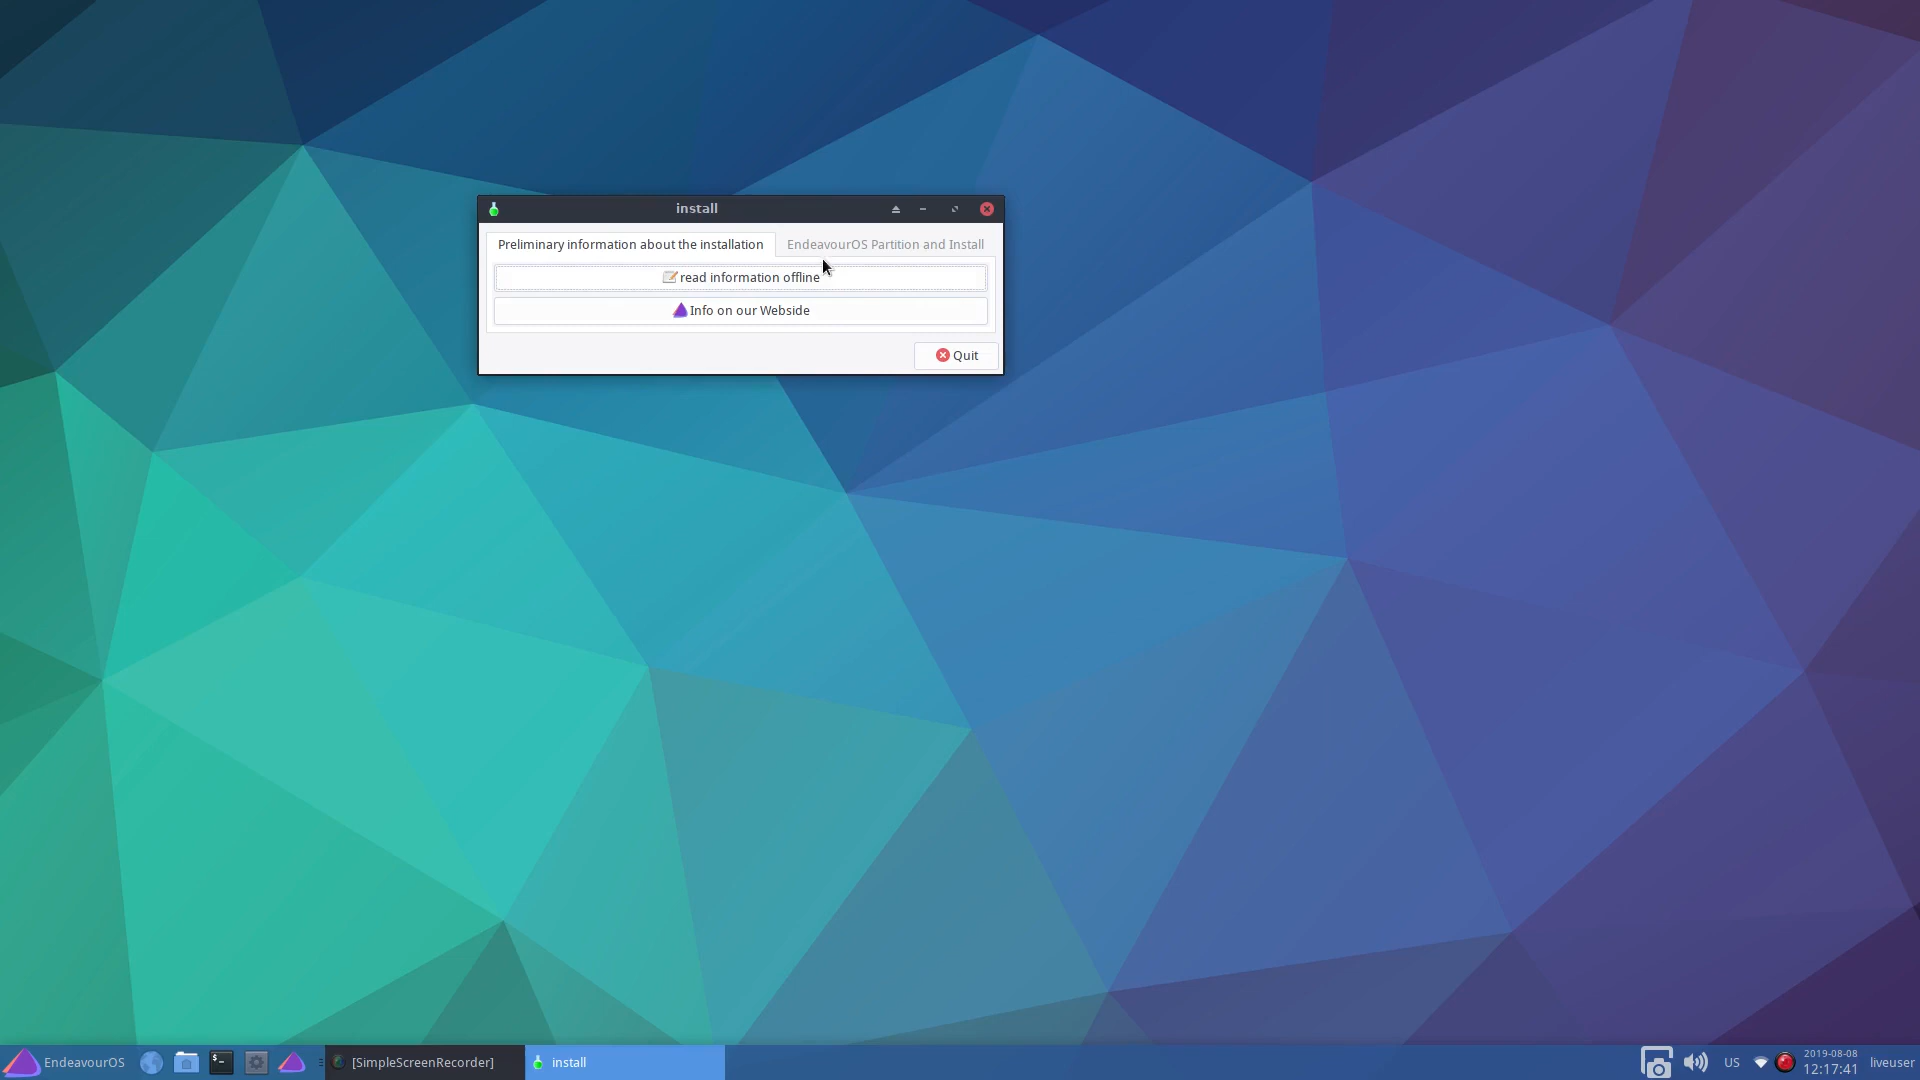 install
Preliminary information about the installation
EndeavourOS Partition and Install
read information offline
Info on our Webside
Quit
EndeavourOS
$-
[SimpleScreenRecorder]
install
US
2019-08-08
12:17:41
liveuser